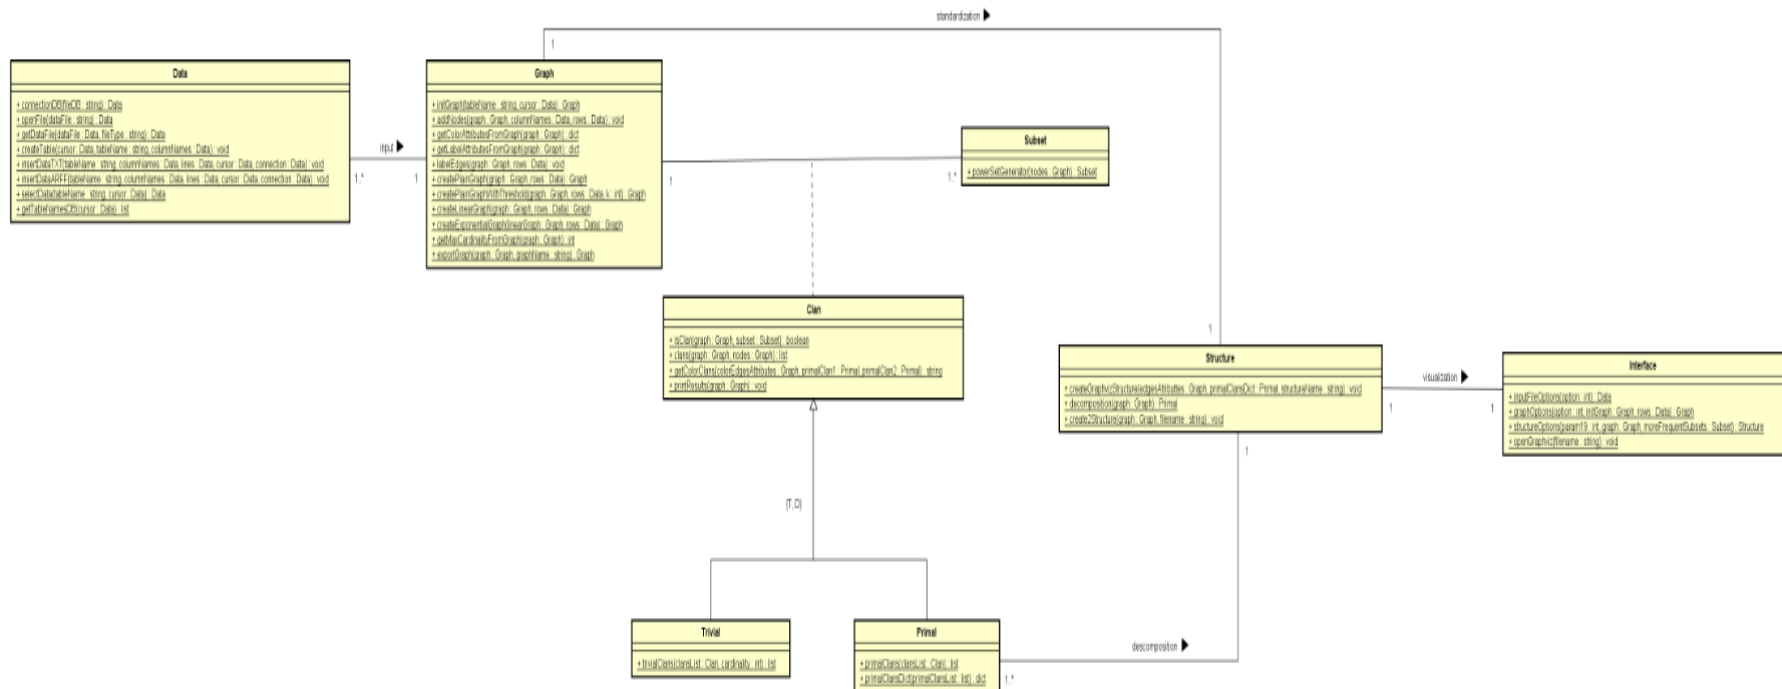 standardization
1
Data
+ connectionDB(fileDB : string) : Data
+ openFile(dataFile : string) : Data
+ getDataFile(dataFile : Data, fileType : string) : Data
+ createTable(cursor : Data, tableName : string, columnNames : Data) : void
+ insertDataTXT(tableName : string, columnNames : Data, lines : Data, cursor : Data, connection : Data) : void
+ insertDataARFF(tableName : string, columnNames : Data, lines : Data, cursor : Data, connection : Data) : void
+ selectData(tableName : string, cursor : Data) : Data
+ getTableNamesDB(cursor : Data) : list
input
1..*
1
Graph
+ initGraph(tableName : string, cursor : Data) : Graph
+ addNodes(graph : Graph, columnNames : Data, rows : Data) : void
+ getColorAttributesFromGraph(graph : Graph) : dict
+ getLabelAttributesFromGraph(graph : Graph) : dict
+ labelEdges(graph : Graph, rows : Data) : void
+ createPlainGraph(graph : Graph, rows : Data) : Graph
+ createPlainGraphWithThreshold(graph : Graph, rows : Data, k : int) : Graph
+ createLinearGraph(graph : Graph, rows : Data) : Graph
+ createExponentialGraph(linearGraph : Graph, rows : Data) : Graph
+ getMaxCardinalityFromGraph(graph : Graph) : int
+ exportGraph(graph : Graph, graphName : string) : Graph
1
1..*
Subset
+ powerSetGenerator(nodes : Graph) : Subset
Clan
+ isClan(graph : Graph, subset : Subset) : boolean
+ clans(graph : Graph, nodes : Graph) : list
+ getColorClans(colorEdgesAttributes : Graph, primalClan1 : Primal, primalClan2 : Primal) : string
+ printResults(graph : Graph) : void
1
Structure
+ createGraphvizStructure(edgesAttributes : Graph, primalClansDict : Primal, structureName : string) : void
+ decomposition(graph : Graph) : Primal
+ create2Structure(graph : Graph, filename : string) : void
1
visualization
1
1
Interface
+ inputFileOptions(option : int) : Data
+ graphOptions(option : int, initGraph : Graph, rows : Data) : Graph
+ structureOptions(param19 : int, graph : Graph, moreFrequentSubsets : Subset) : Structure
+ openGraphviz(filename : string) : void
{T, D}
Trivial
+ trivialClans(clansList : Clan, cardinality : int) : list
Primal
+ primalClans(clansList : Clan) : list
+ primalClansDict(primalClansList : list) : dict
descomposition
1..*